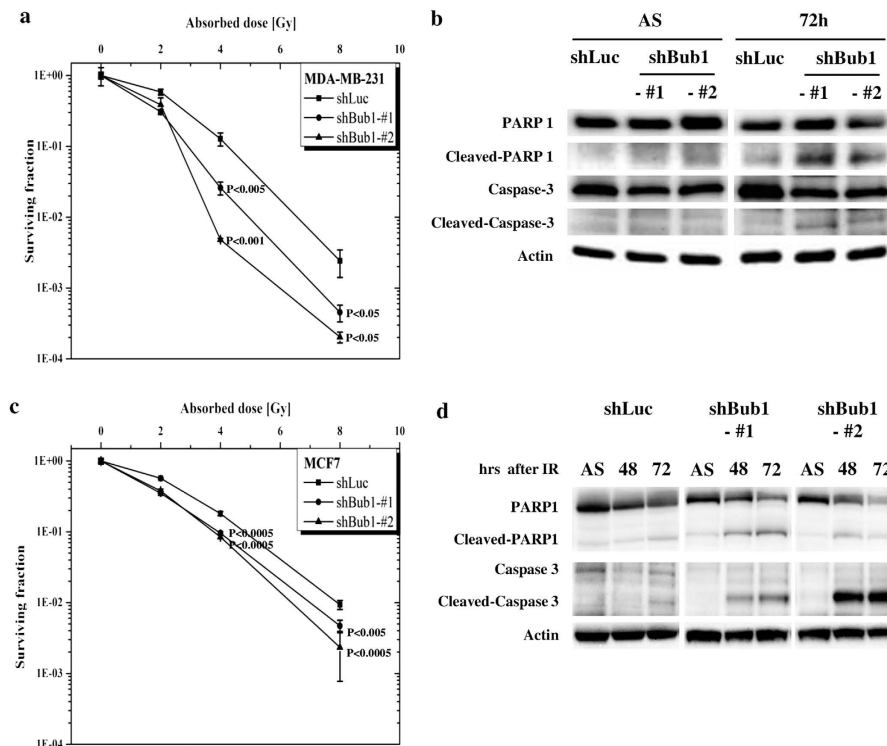 a
Absorbed dose [Gy]
0 2 4 6 8 10
Surviving fraction
1E+00
1E-01
1E-02
1E-03
1E-04
MDA-MB-231
shLuc
shBub1-#1
shBub1-#2
P<0.005
P<0.001
P<0.05
P<0.05
b
AS 72h
shLuc shBub1 shLuc shBub1
- #1 - #2 - #1 - #2
PARP 1
Cleaved-PARP 1
Caspase-3
Cleaved-Caspase-3
Actin
c
Absorbed dose [Gy]
0 2 4 6 8 10
Surviving fraction
1E+00
1E-01
1E-02
1E-03
1E-04
MCF7
shLuc
shBub1-#1
shBub1-#2
P<0.0005
P<0.0005
P<0.005
P<0.0005
d
shLuc shBub1 shBub1
- #1 - #2
hrs after IR AS 48 72 AS 48 72 AS 48 72
PARP1
Cleaved-PARP1
Caspase 3
Cleaved-Caspase 3
Actin